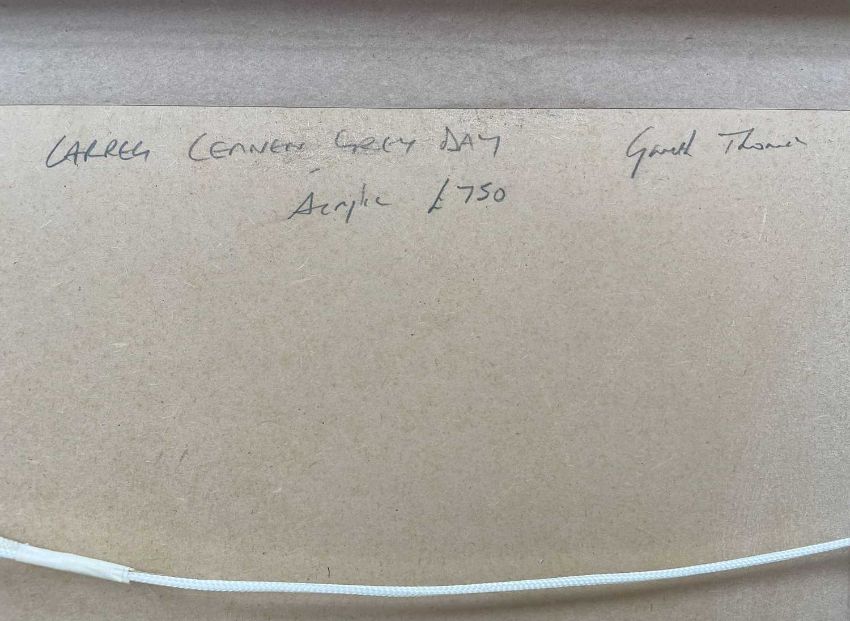 CARREG CENNEN GREY DAY Gareth Thomas
Acrylic £750